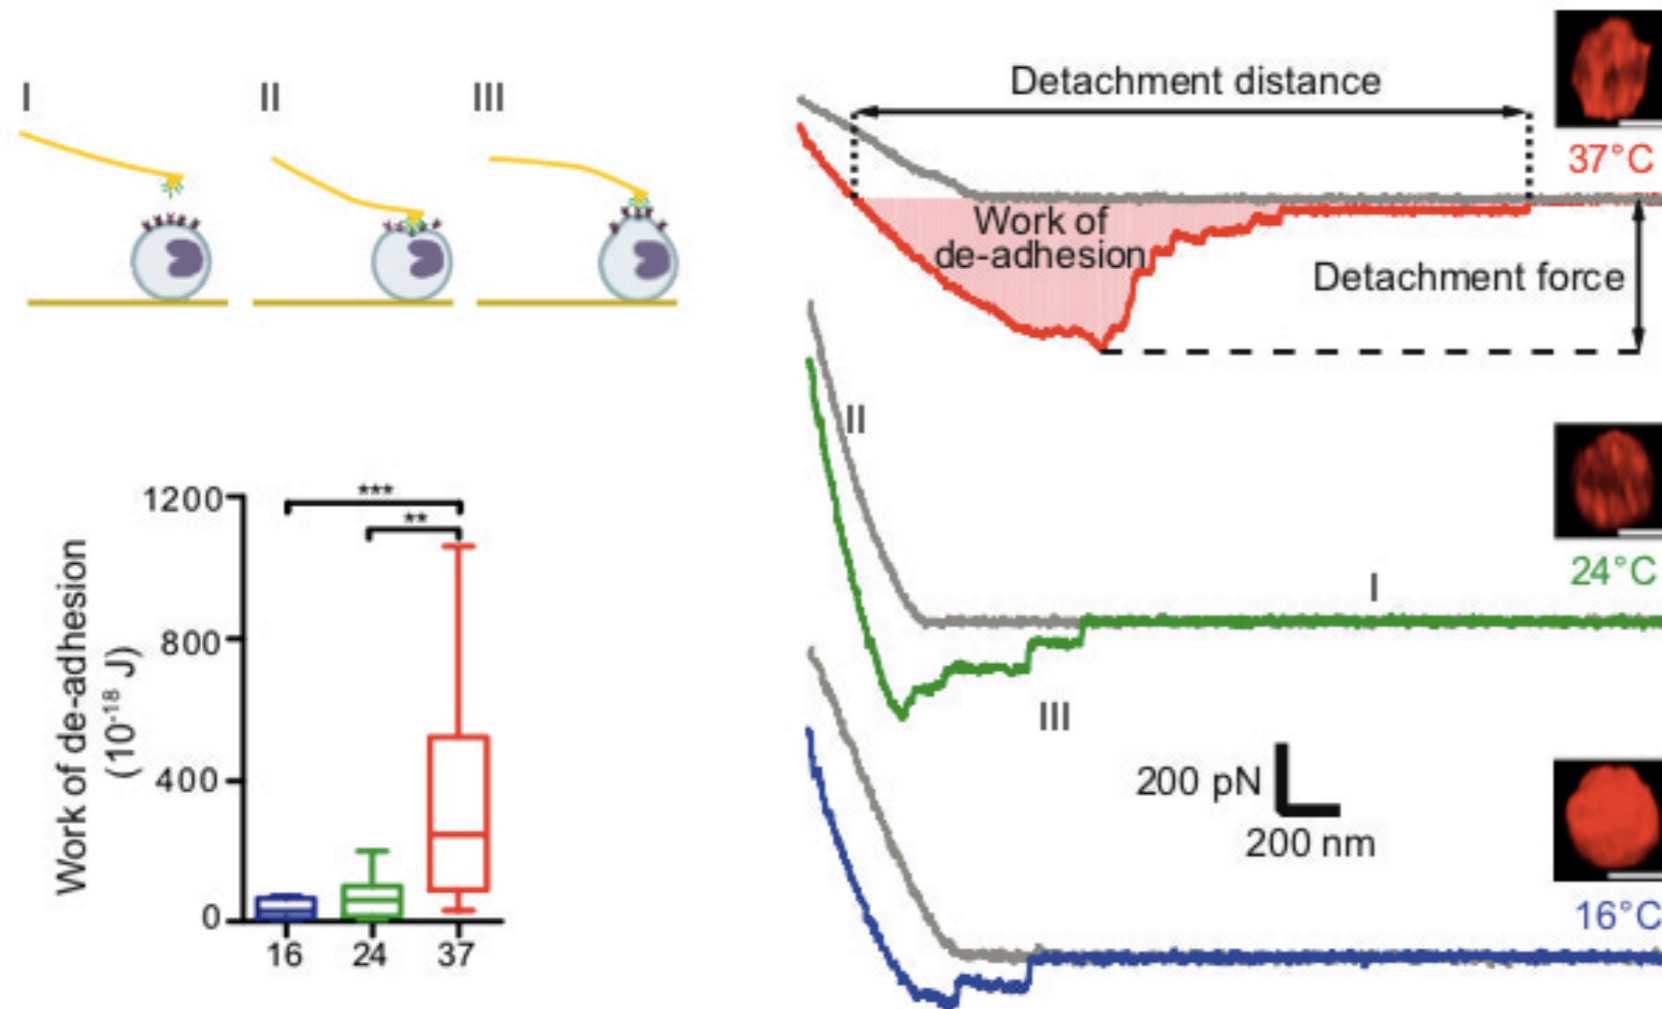 I II III
Detachment distance
37°C
Work of
de-adhesion
Detachment force
II
24°C
I
III
200 pN
200 nm
16°C
Work of de-adhesion
(10⁻¹⁸ J)
1200
800
400
0
***
**
16 24 37